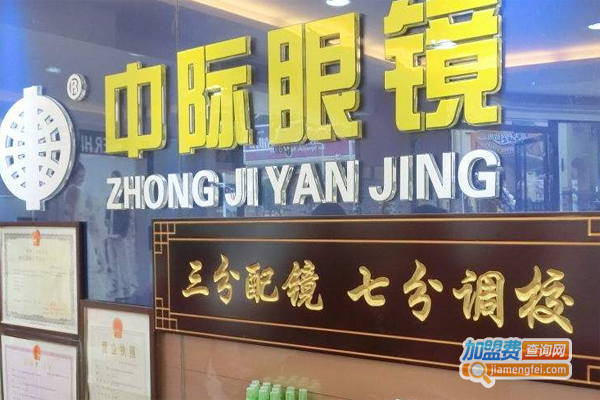 中际眼镜
ZHONG JI YAN JING
三分配镜 七分调校
营业执照
加盟费查询网
jiamengfei.com